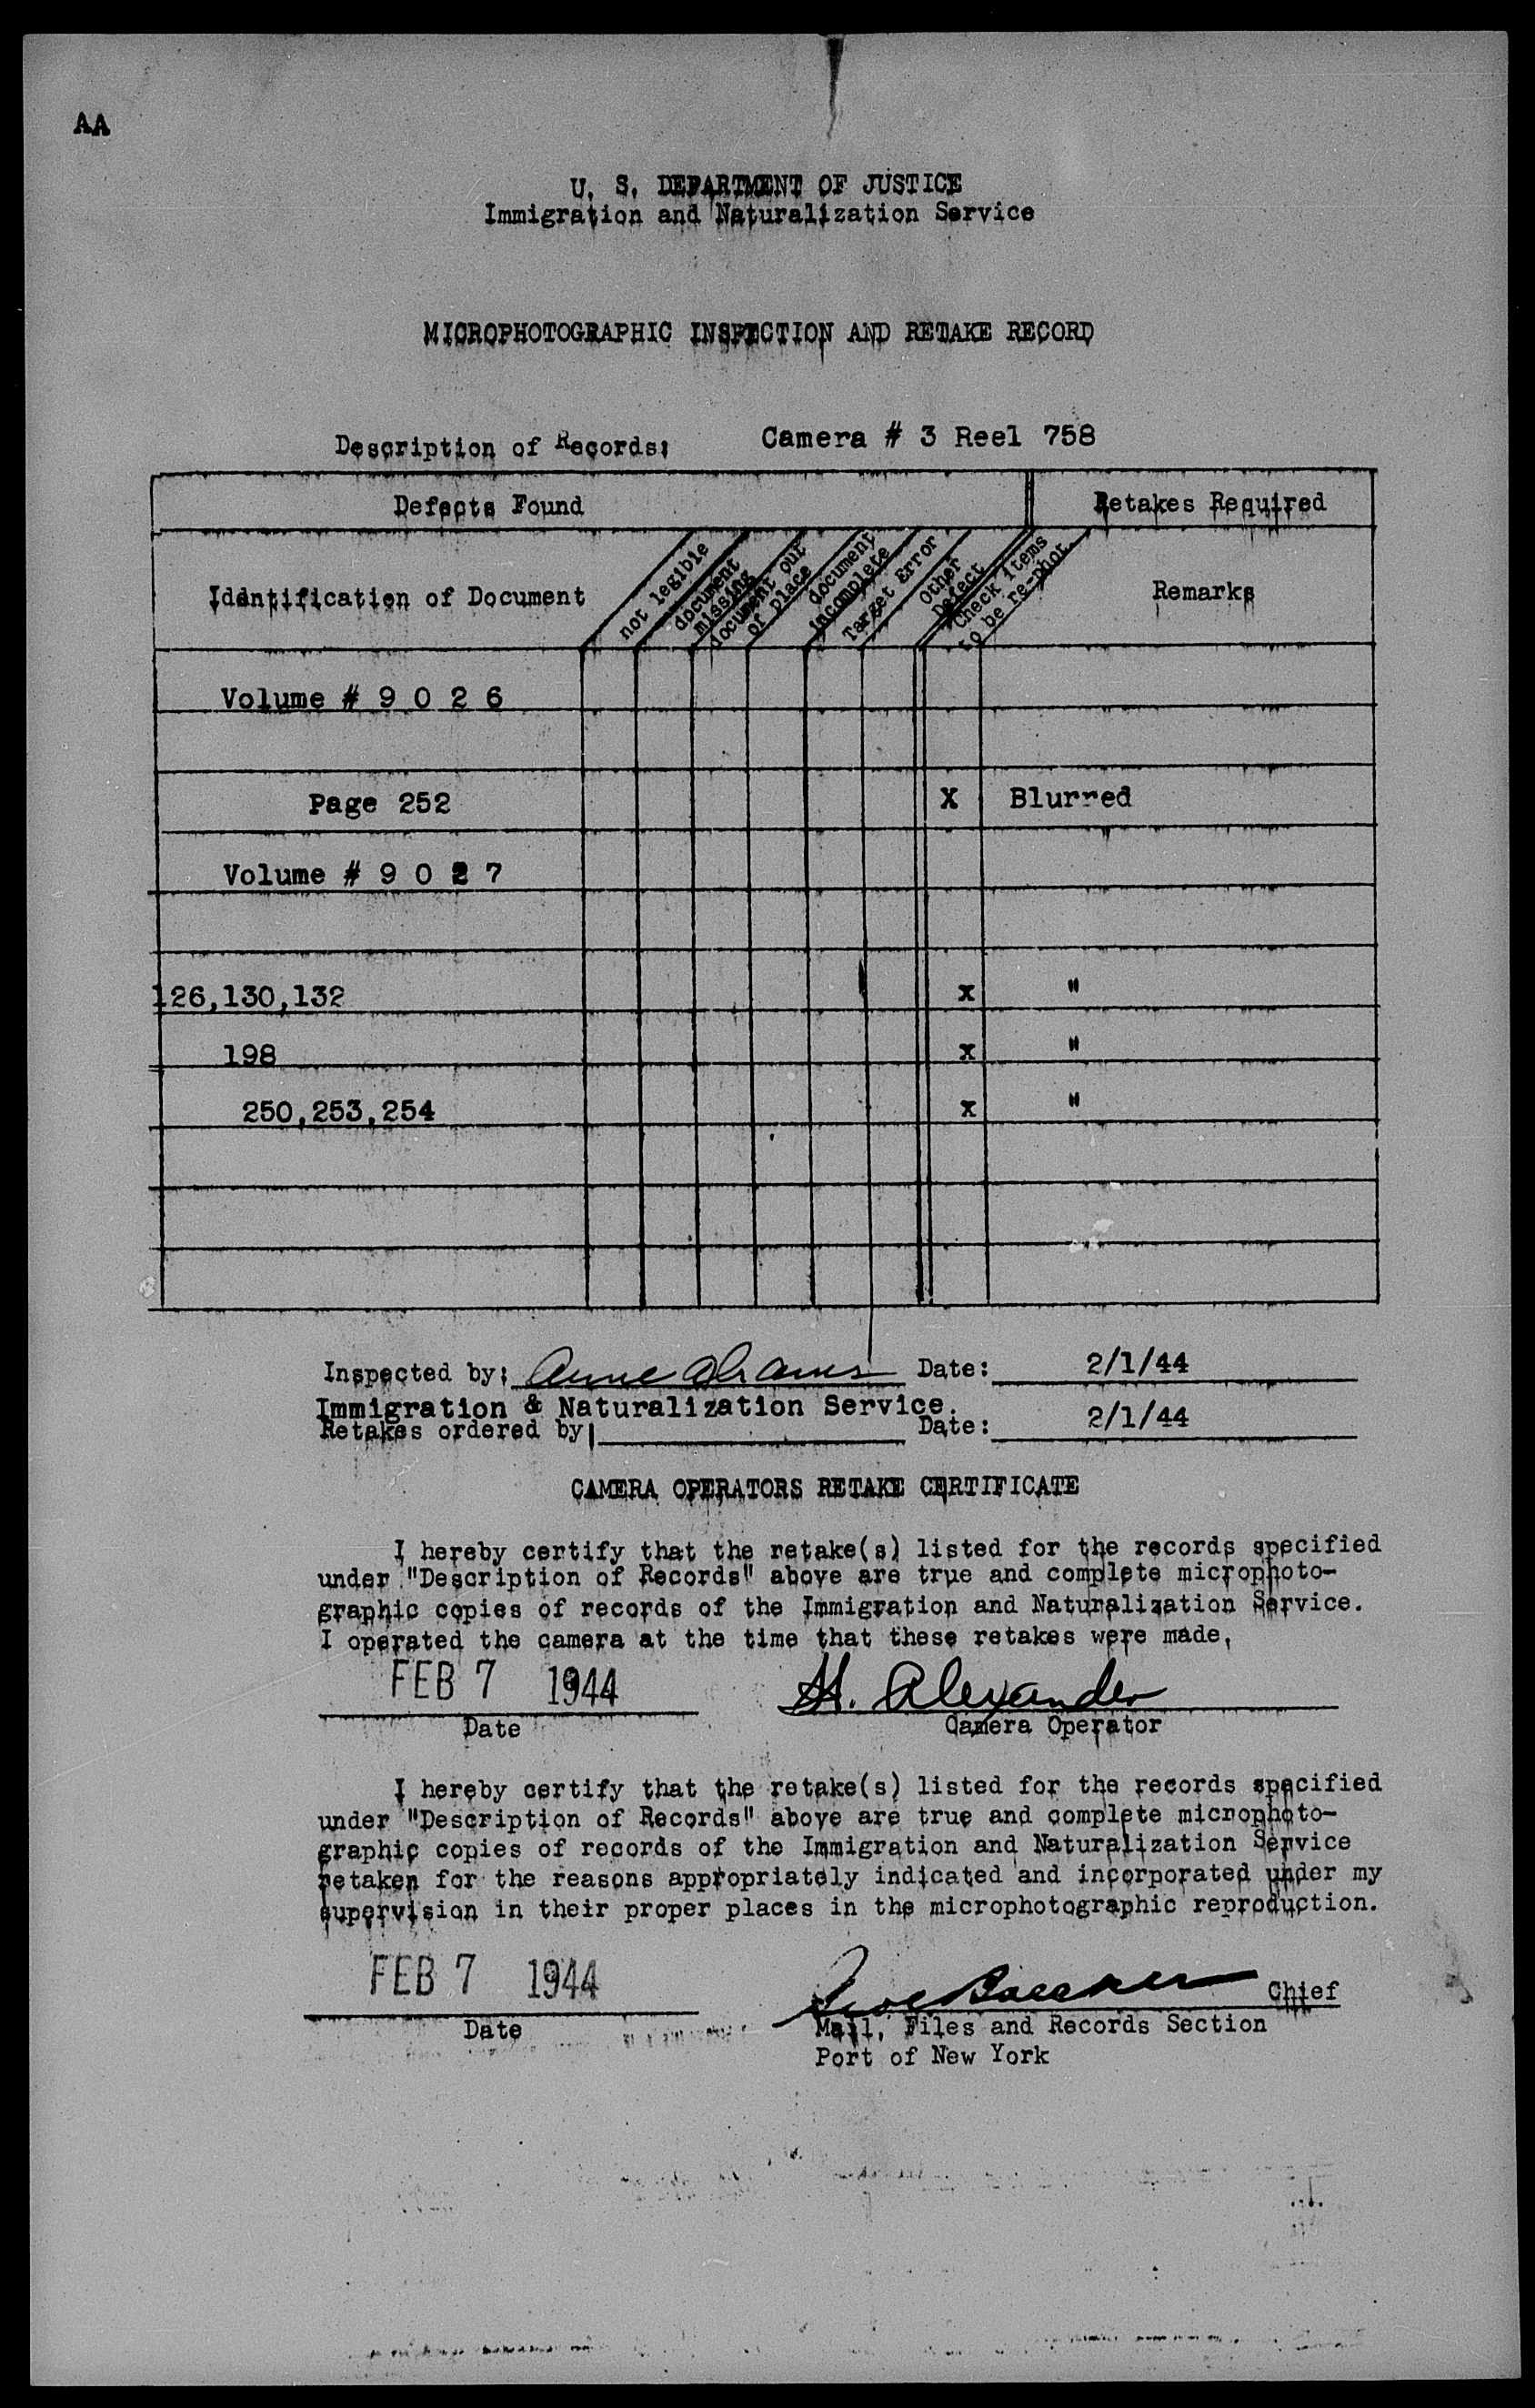 AA
U. S. DEPARTMENT OF JUSTICE
Immigration and Naturalization Service
MICROPHOTOGRAPHIC INSPECTION AND RETAKE RECORD
Description of Records: Camera # 3 Reel 758
Defects Found Retakes Required
Identification of Document not legible document missing document out of place document incomplete Target Error Other Defect Check items to be re-phot. Remarks
Volume # 9 0 2 6
Page 252 X Blurred
Volume # 9 0 2 7
126,130,132 x "
198 x "
250,253,254 x "
Inspected by: Anne Abrams Date: 2/1/44
Immigration & Naturalization Service.
Retakes ordered by Date: 2/1/44
CAMERA OPERATORS RETAKE CERTIFICATE
I hereby certify that the retake(s) listed for the records specified
under "Description of Records" above are true and complete microphoto-
graphic copies of records of the Immigration and Naturalization Service.
I operated the camera at the time that these retakes were made.
FEB 7 1944 H. Alexander
Date Camera Operator
I hereby certify that the retake(s) listed for the records specified
under "Description of Records" above are true and complete microphoto-
graphic copies of records of the Immigration and Naturalization Service
retaken for the reasons appropriately indicated and incorporated under my
supervision in their proper places in the microphotographic reproduction.
FEB 7 1944 Chief
Date Mail, Files and Records Section
Port of New York